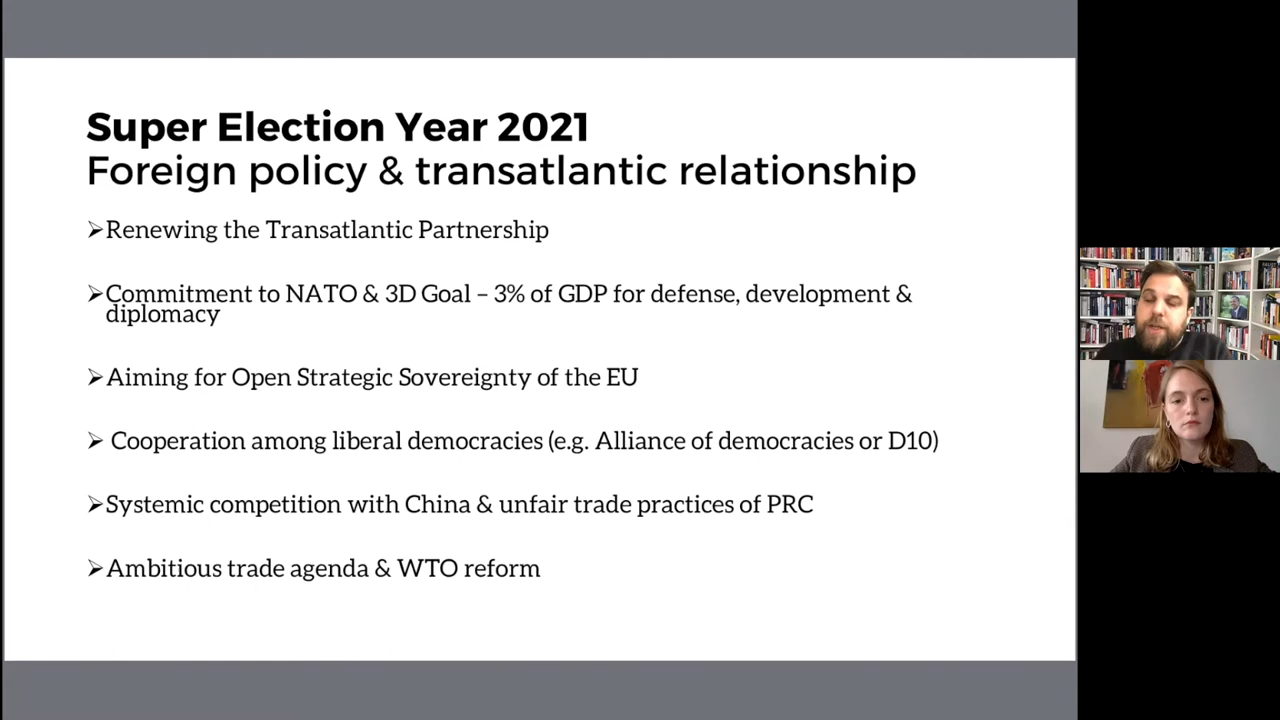 Super Election Year 2021
Foreign policy & transatlantic relationship
➢Renewing the Transatlantic Partnership
➢Commitment to NATO & 3D Goal – 3% of GDP for defense, development &
diplomacy
➢Aiming for Open Strategic Sovereignty of the EU
➢ Cooperation among liberal democracies (e.g. Alliance of democracies or D10)
➢Systemic competition with China & unfair trade practices of PRC
➢Ambitious trade agenda & WTO reform